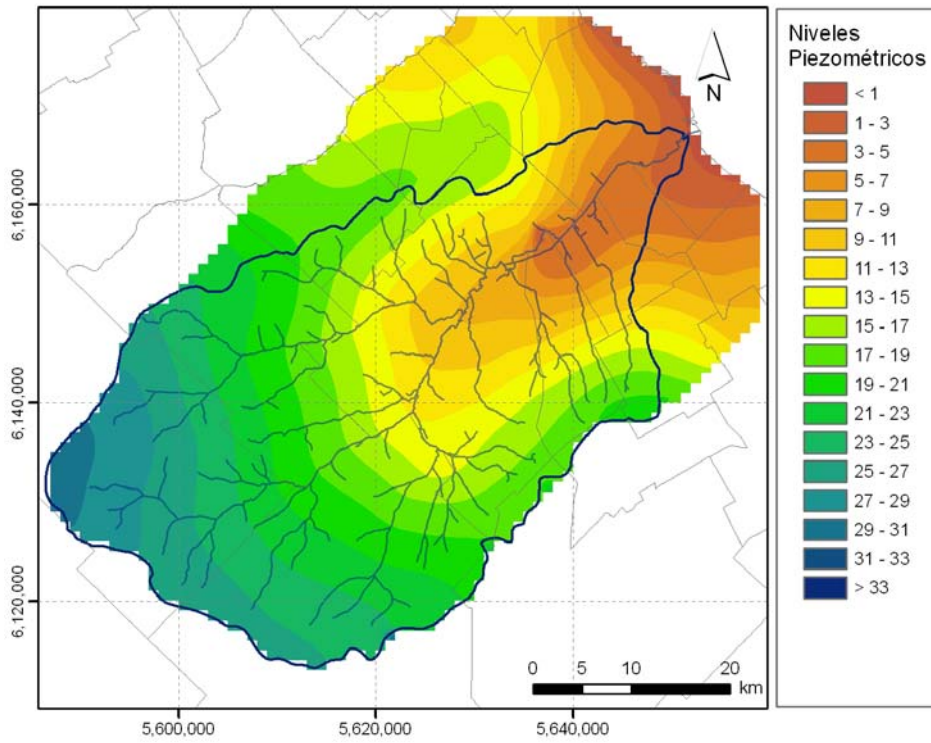 Niveles
Piezométricos
< 1
1 - 3
3 - 5
5 - 7
7 - 9
9 - 11
11 - 13
13 - 15
15 - 17
17 - 19
19 - 21
21 - 23
23 - 25
25 - 27
27 - 29
29 - 31
31 - 33
> 33
N
6,160,000
6,140,000
6,120,000
0 5 10 20
km
5,600,000 5,620,000 5,640,000